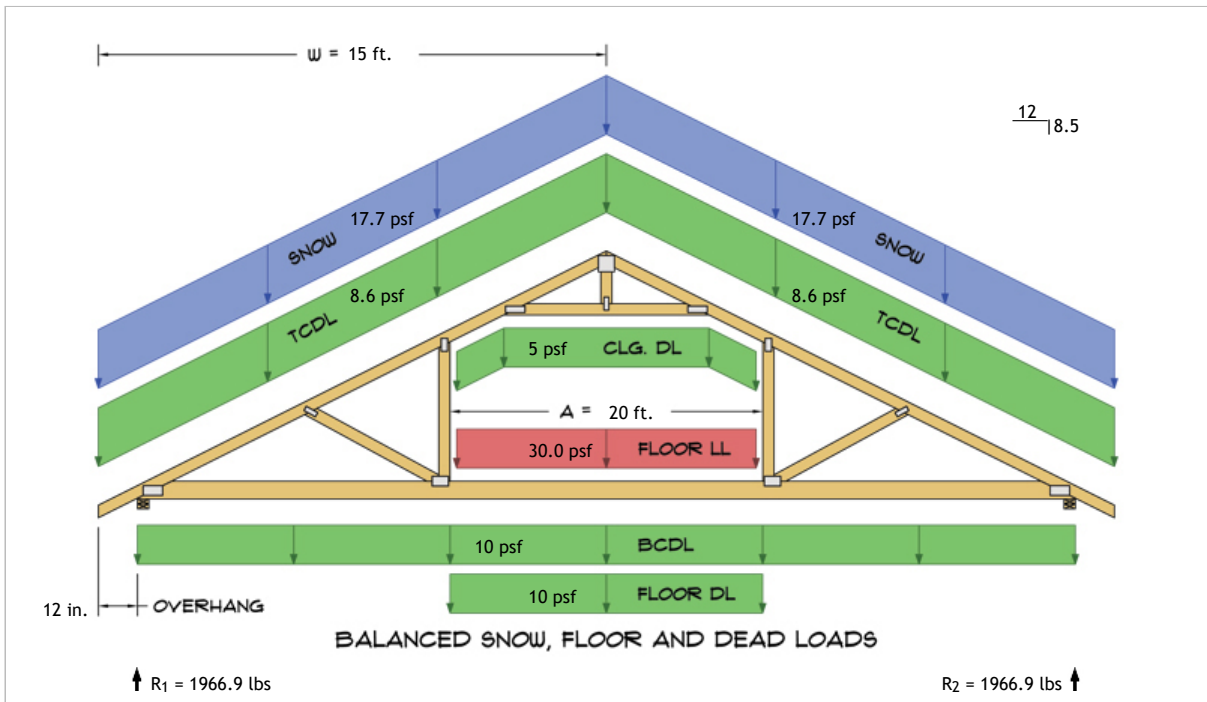 W = 15 ft.
12
8.5
17.7 psf
SNOW
17.7 psf
SNOW
8.6 psf
TCDL
8.6 psf
TCDL
5 psf CLG. DL
A = 20 ft.
30.0 psf FLOOR LL
10 psf BCDL
10 psf FLOOR DL
12 in. OVERHANG
BALANCED SNOW, FLOOR AND DEAD LOADS
R1 = 1966.9 lbs
R2 = 1966.9 lbs